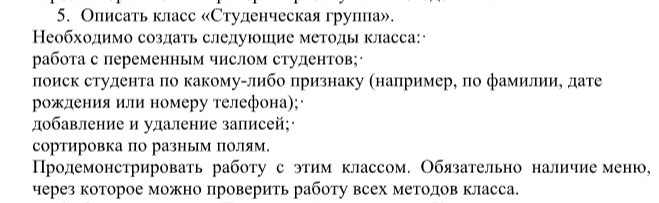 5. Описать класс «Студенческая группа».
Необходимо создать следующие методы класса:·
работа с переменным числом студентов;·
поиск студента по какому-либо признаку (например, по фамилии, дате
рождения или номеру телефона);·
добавление и удаление записей;·
сортировка по разным полям.
Продемонстрировать работу с этим классом. Обязательно наличие меню,
через которое можно проверить работу всех методов класса.